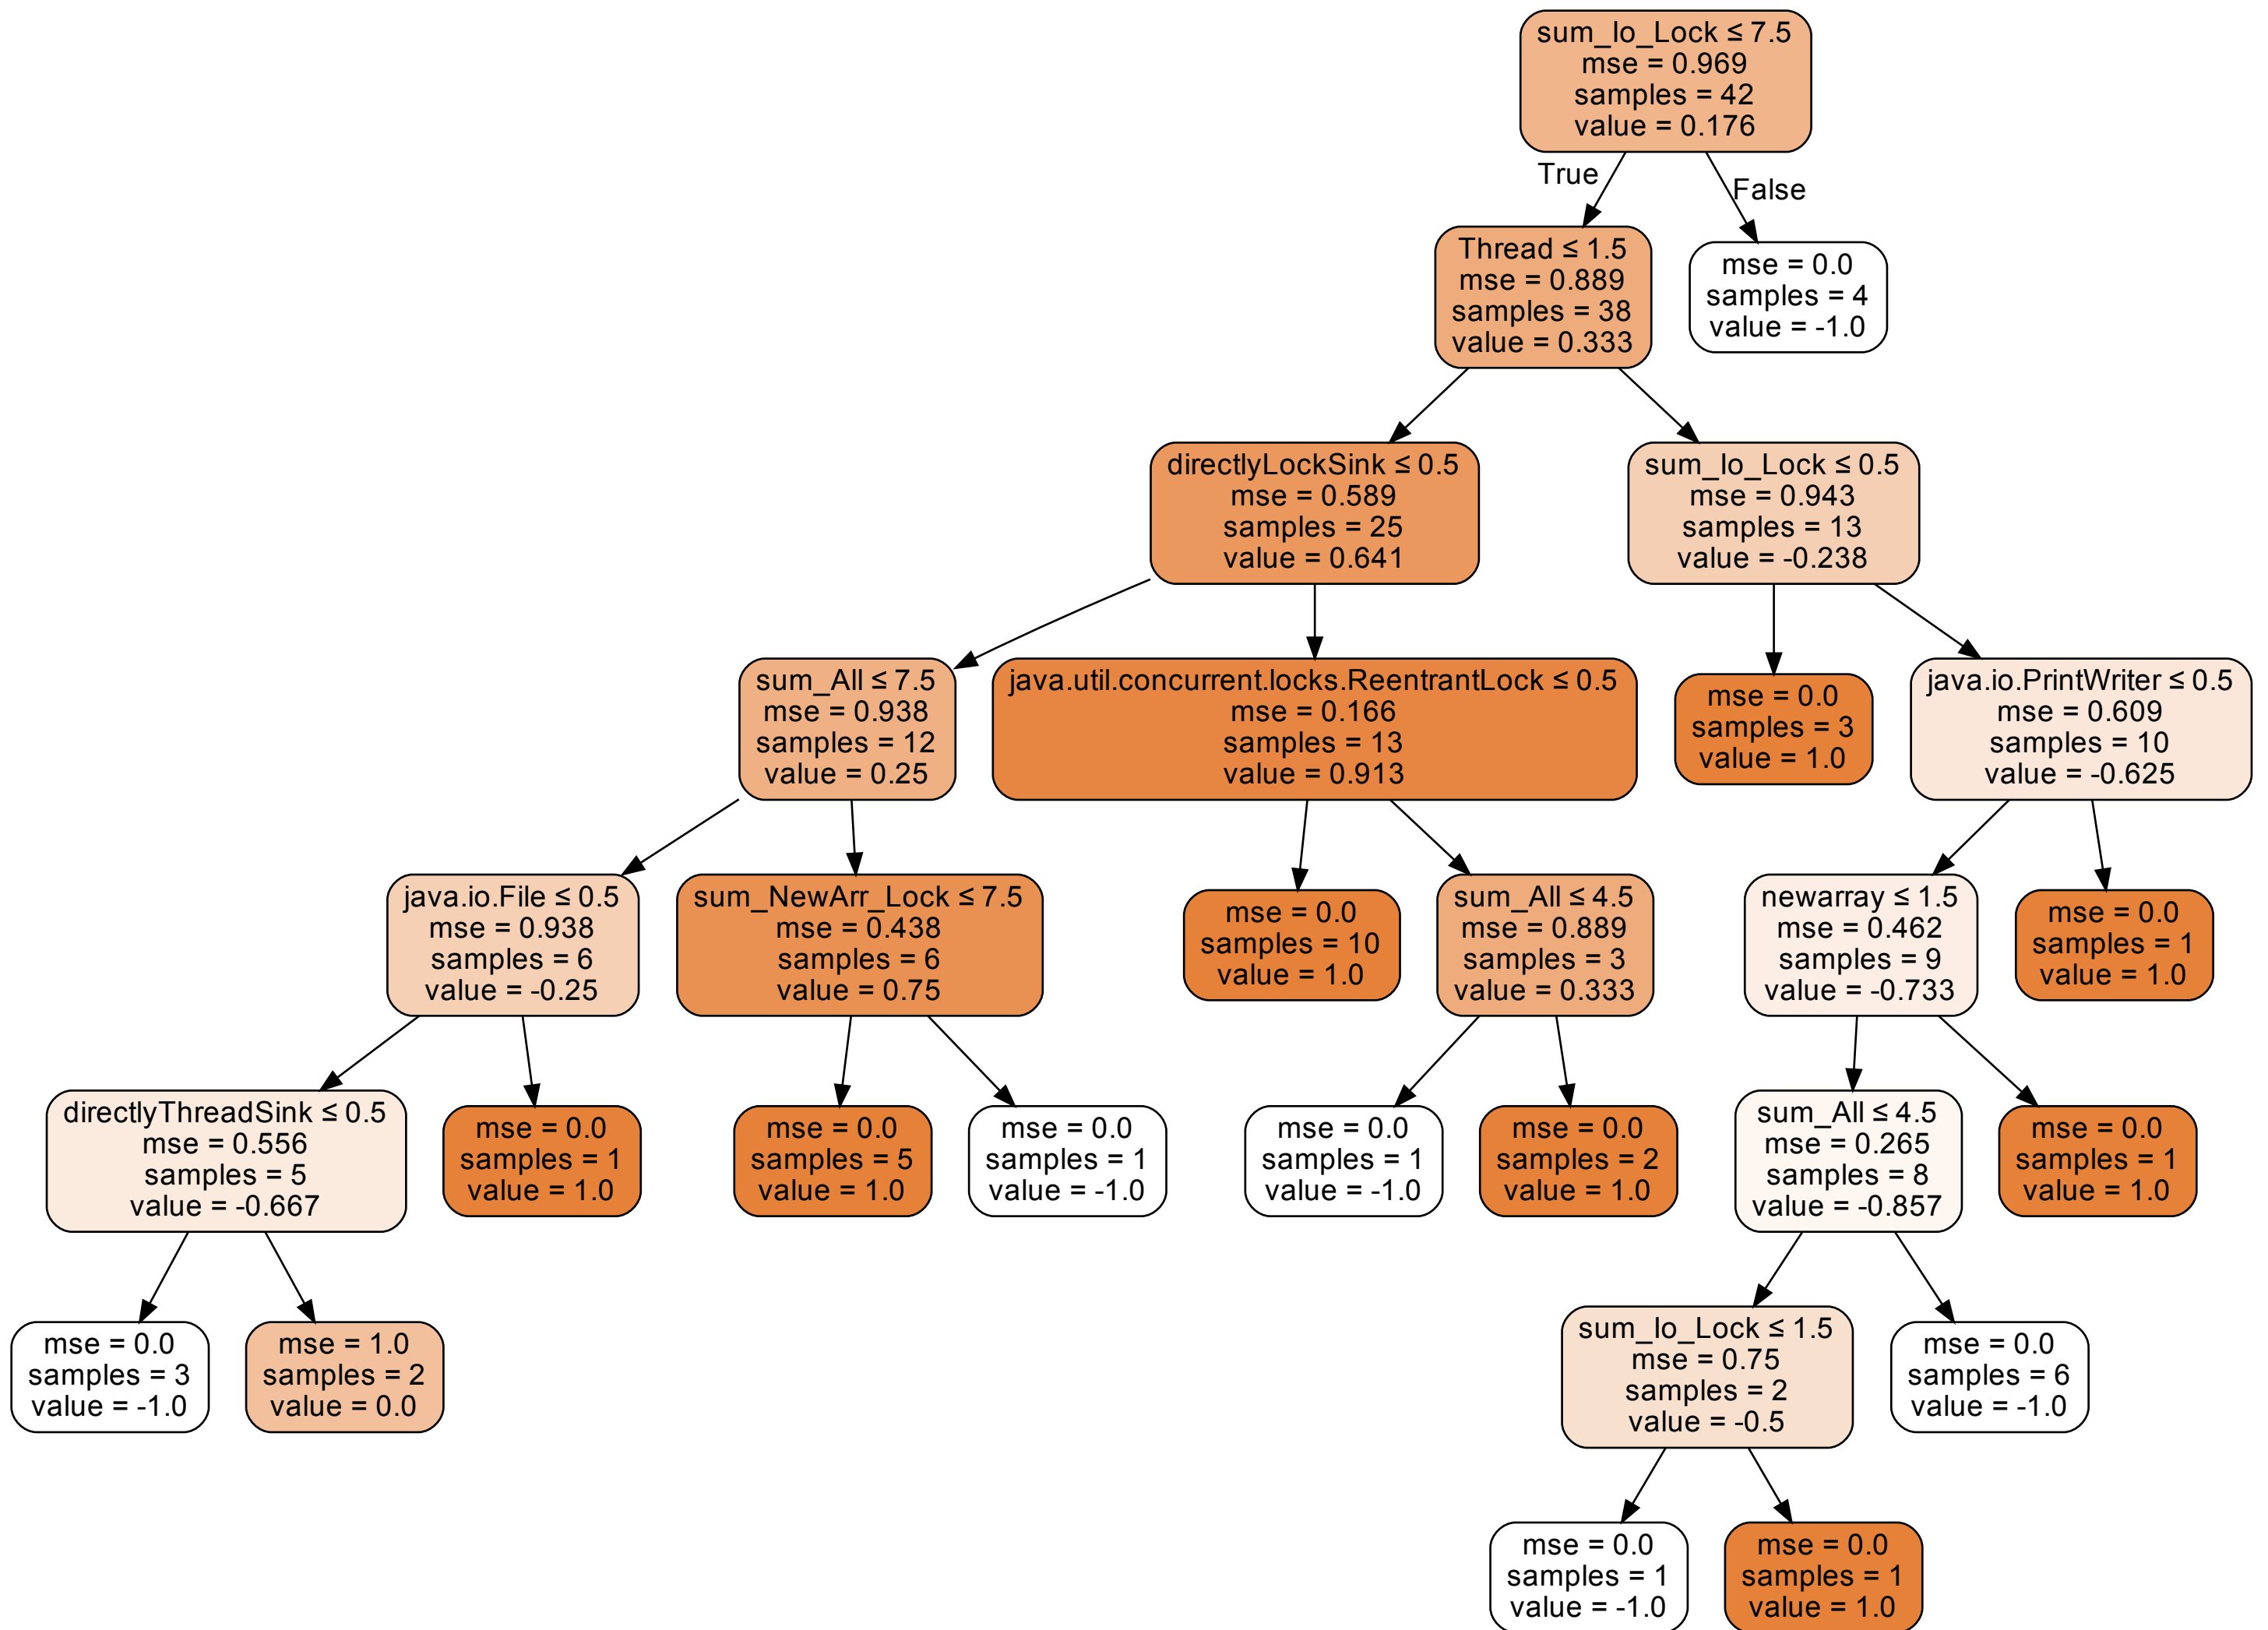 sum_Io_Lock ≤ 7.5
mse = 0.969
samples = 42
value = 0.176
True
False
Thread ≤ 1.5
mse = 0.889
samples = 38
value = 0.333
mse = 0.0
samples = 4
value = -1.0
directlyLockSink ≤ 0.5
mse = 0.589
samples = 25
value = 0.641
sum_Io_Lock ≤ 0.5
mse = 0.943
samples = 13
value = -0.238
sum_All ≤ 7.5
mse = 0.938
samples = 12
value = 0.25
java.util.concurrent.locks.ReentrantLock ≤ 0.5
mse = 0.166
samples = 13
value = 0.913
mse = 0.0
samples = 3
value = 1.0
java.io.PrintWriter ≤ 0.5
mse = 0.609
samples = 10
value = -0.625
java.io.File ≤ 0.5
mse = 0.938
samples = 6
value = -0.25
sum_NewArr_Lock ≤ 7.5
mse = 0.438
samples = 6
value = 0.75
mse = 0.0
samples = 10
value = 1.0
sum_All ≤ 4.5
mse = 0.889
samples = 3
value = 0.333
newarray ≤ 1.5
mse = 0.462
samples = 9
value = -0.733
mse = 0.0
samples = 1
value = 1.0
directlyThreadSink ≤ 0.5
mse = 0.556
samples = 5
value = -0.667
mse = 0.0
samples = 1
value = 1.0
mse = 0.0
samples = 5
value = 1.0
mse = 0.0
samples = 1
value = -1.0
mse = 0.0
samples = 1
value = -1.0
mse = 0.0
samples = 2
value = 1.0
sum_All ≤ 4.5
mse = 0.265
samples = 8
value = -0.857
mse = 0.0
samples = 1
value = 1.0
mse = 0.0
samples = 3
value = -1.0
mse = 1.0
samples = 2
value = 0.0
sum_Io_Lock ≤ 1.5
mse = 0.75
samples = 2
value = -0.5
mse = 0.0
samples = 6
value = -1.0
mse = 0.0
samples = 1
value = -1.0
mse = 0.0
samples = 1
value = 1.0